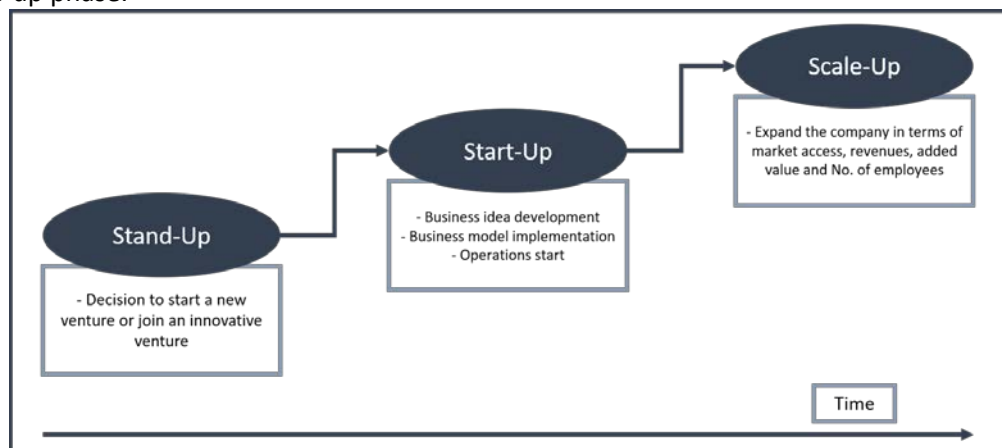 up phase.
Scale-Up
- Expand the company in terms of
market access, revenues, added
value and No. of employees
Start-Up
- Business idea development
- Business model implementation
- Operations start
Stand-Up
- Decision to start a new
venture or join an innovative
venture
Time